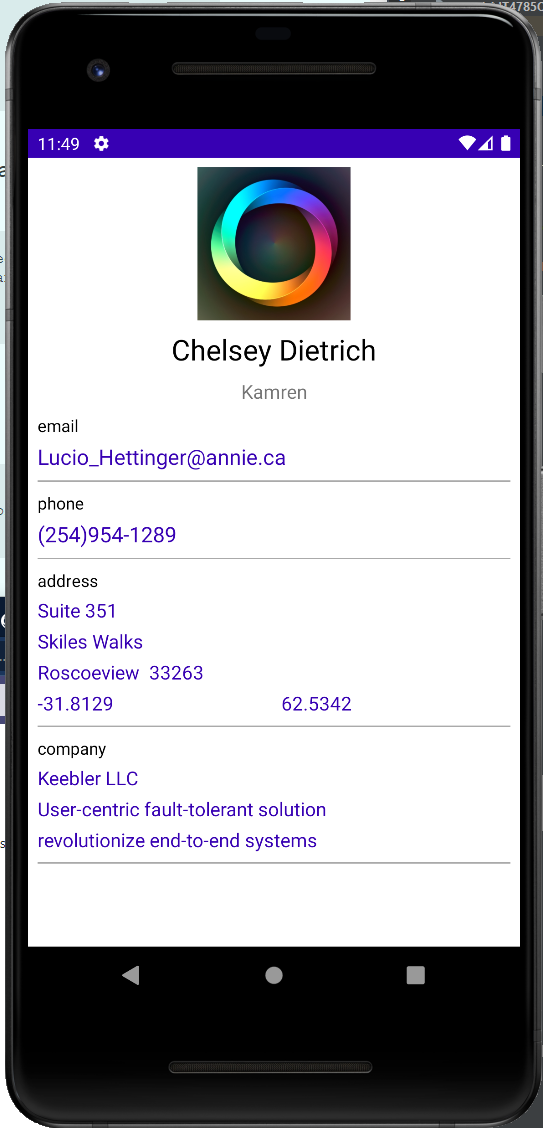 11:49
Chelsey Dietrich
Kamren
email
Lucio_Hettinger@annie.ca
phone
(254)954-1289
address
Suite 351
Skiles Walks
Roscoeview  33263
-31.8129 62.5342
company
Keebler LLC
User-centric fault-tolerant solution
revolutionize end-to-end systems